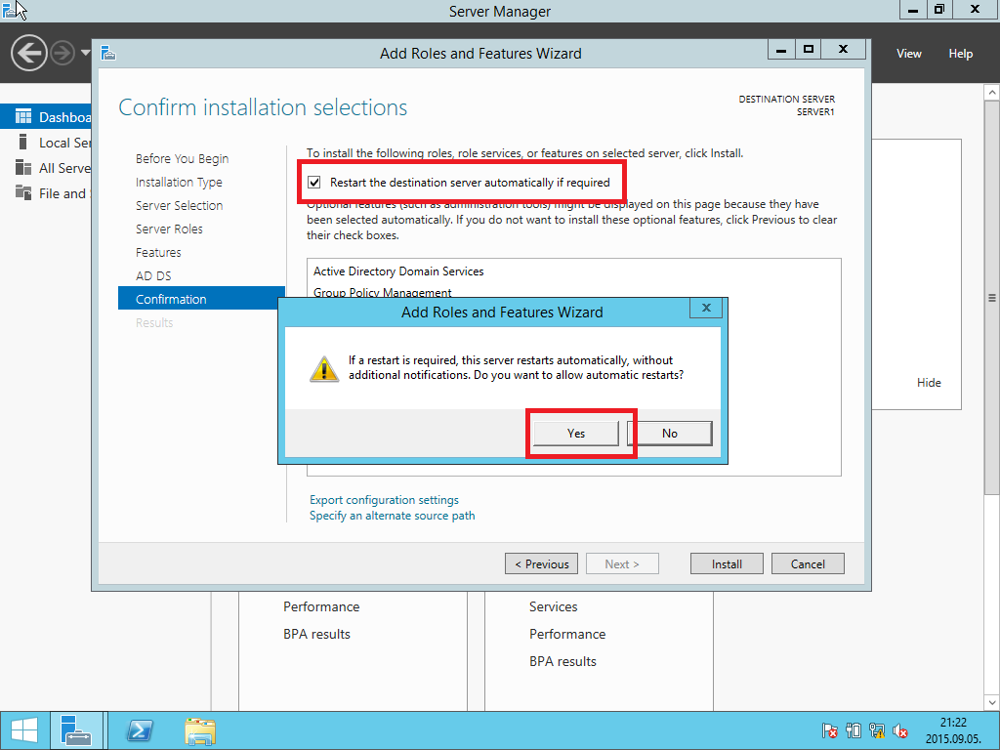 Server Manager
View
Help
Add Roles and Features Wizard
Confirm installation selections
DESTINATION SERVER
SERVER1
Dashboa
Local Ser
All Serve
File and
Before You Begin
Installation Type
Server Selection
Server Roles
Features
AD DS
Confirmation
Results
To install the following roles, role services, or features on selected server, click Install.
Restart the destination server automatically if required
Optional features (such as administration tools) might be displayed on this page because they have
been selected automatically. If you do not want to install these optional features, click Previous to clear
their check boxes.
Active Directory Domain Services
Group Policy Management
Add Roles and Features Wizard
If a restart is required, this server restarts automatically, without
additional notifications. Do you want to allow automatic restarts?
Yes
No
Hide
Export configuration settings
Specify an alternate source path
< Previous
Next >
Install
Cancel
Performance
BPA results
Services
Performance
BPA results
21:22
2015.09.05.